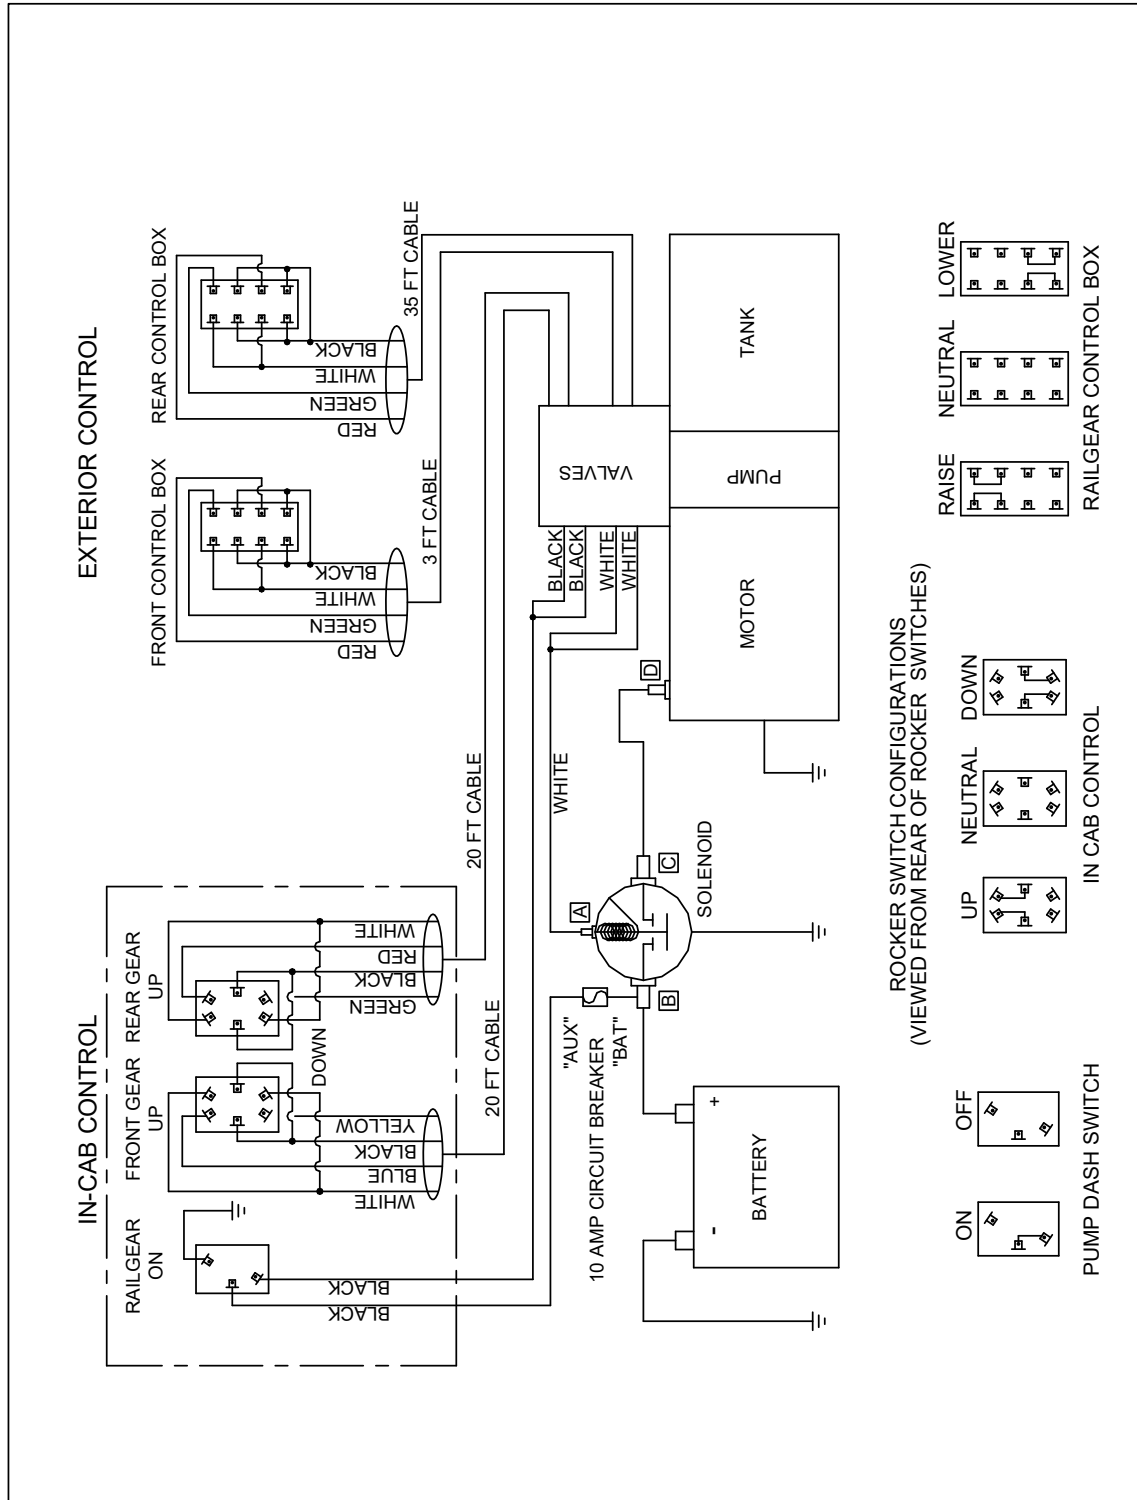 EXTERIOR CONTROL
FRONT CONTROL BOX
RED
GREEN
WHITE
BLACK
REAR CONTROL BOX
RED
GREEN
WHITE
BLACK
3 FT CABLE
35 FT CABLE
IN-CAB CONTROL
RAILGEAR
ON
FRONT GEAR
UP
REAR GEAR
UP
DOWN
BLACK
BLACK
WHITE
BLUE
BLACK
YELLOW
GREEN
BLACK
RED
WHITE
20 FT CABLE
20 FT CABLE
WHITE
BLACK
BLACK
WHITE
WHITE
VALVES
"AUX"
10 AMP CIRCUIT BREAKER
"BAT"
A
B
C
D
SOLENOID
BATTERY
-
+
MOTOR
PUMP
TANK
ROCKER SWITCH CONFIGURATIONS
(VIEWED FROM REAR OF ROCKER SWITCHES)
ON
OFF
PUMP DASH SWITCH
UP
NEUTRAL
DOWN
IN CAB CONTROL
RAISE
NEUTRAL
LOWER
RAILGEAR CONTROL BOX